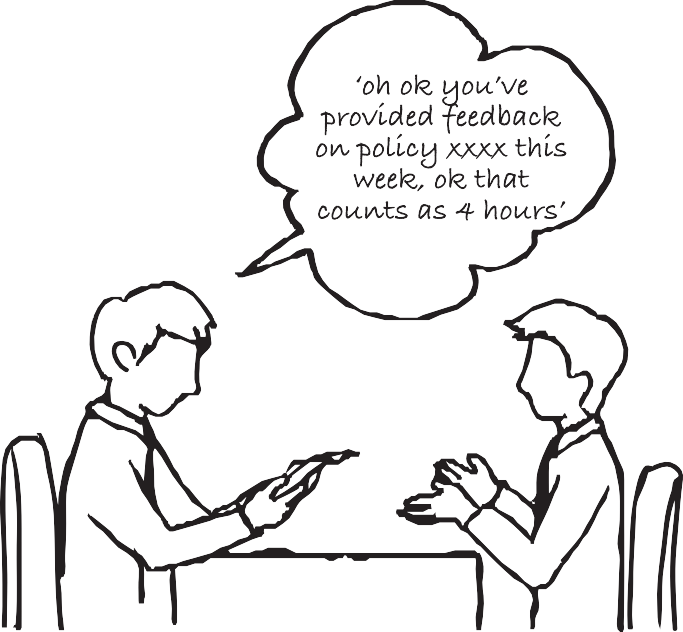 ‘oh ok you’ve
provided feedback
on policy xxxx this
week, ok that
counts as 4 hours’